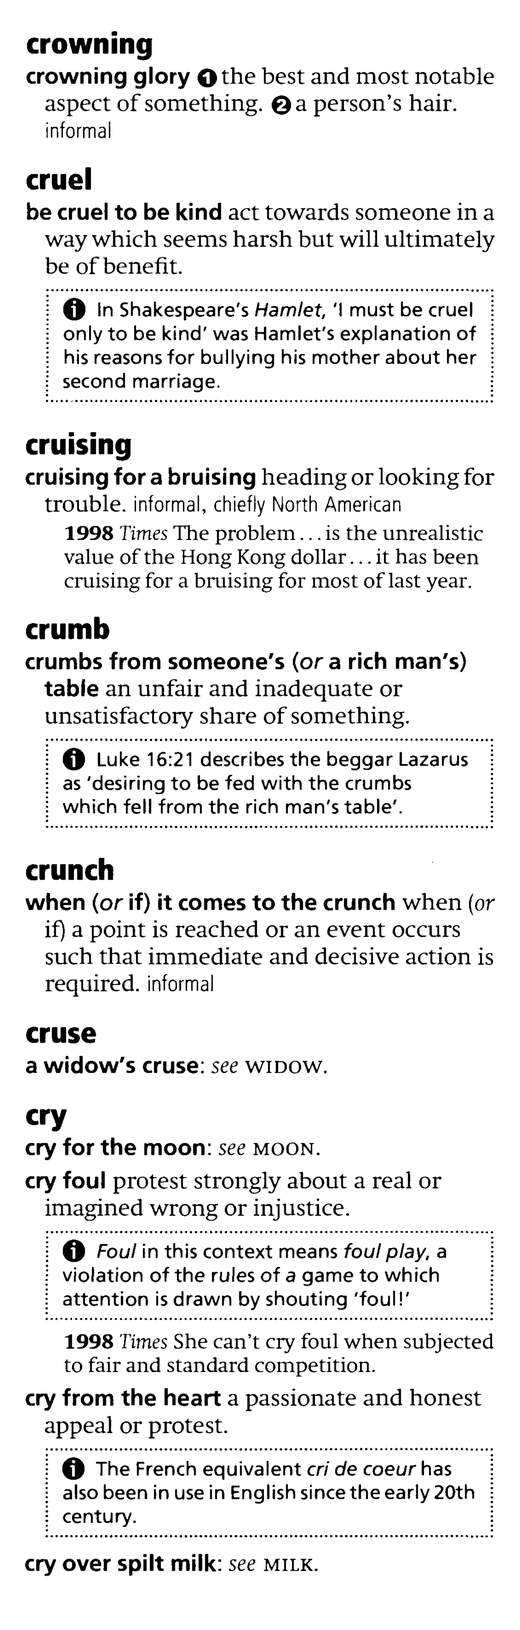 crowning
crowning glory ❶ the best and most notable
aspect of something. ❷ a person's hair.
informal
cruel
be cruel to be kind act towards someone in a
way which seems harsh but will ultimately
be of benefit.
ℹ In Shakespeare's Hamlet, 'I must be cruel
only to be kind' was Hamlet's explanation of
his reasons for bullying his mother about her
second marriage.
cruising
cruising for a bruising heading or looking for
trouble. informal, chiefly North American
1998 Times The problem...is the unrealistic
value of the Hong Kong dollar...it has been
cruising for a bruising for most of last year.
crumb
crumbs from someone's (or a rich man's)
table an unfair and inadequate or
unsatisfactory share of something.
ℹ Luke 16:21 describes the beggar Lazarus
as 'desiring to be fed with the crumbs
which fell from the rich man's table'.
crunch
when (or if) it comes to the crunch when (or
if) a point is reached or an event occurs
such that immediate and decisive action is
required. informal
cruse
a widow's cruse: see WIDOW.
cry
cry for the moon: see MOON.
cry foul protest strongly about a real or
imagined wrong or injustice.
ℹ Foul in this context means foul play, a
violation of the rules of a game to which
attention is drawn by shouting 'foul!'
1998 Times She can't cry foul when subjected
to fair and standard competition.
cry from the heart a passionate and honest
appeal or protest.
ℹ The French equivalent cri de coeur has
also been in use in English since the early 20th
century.
cry over spilt milk: see MILK.